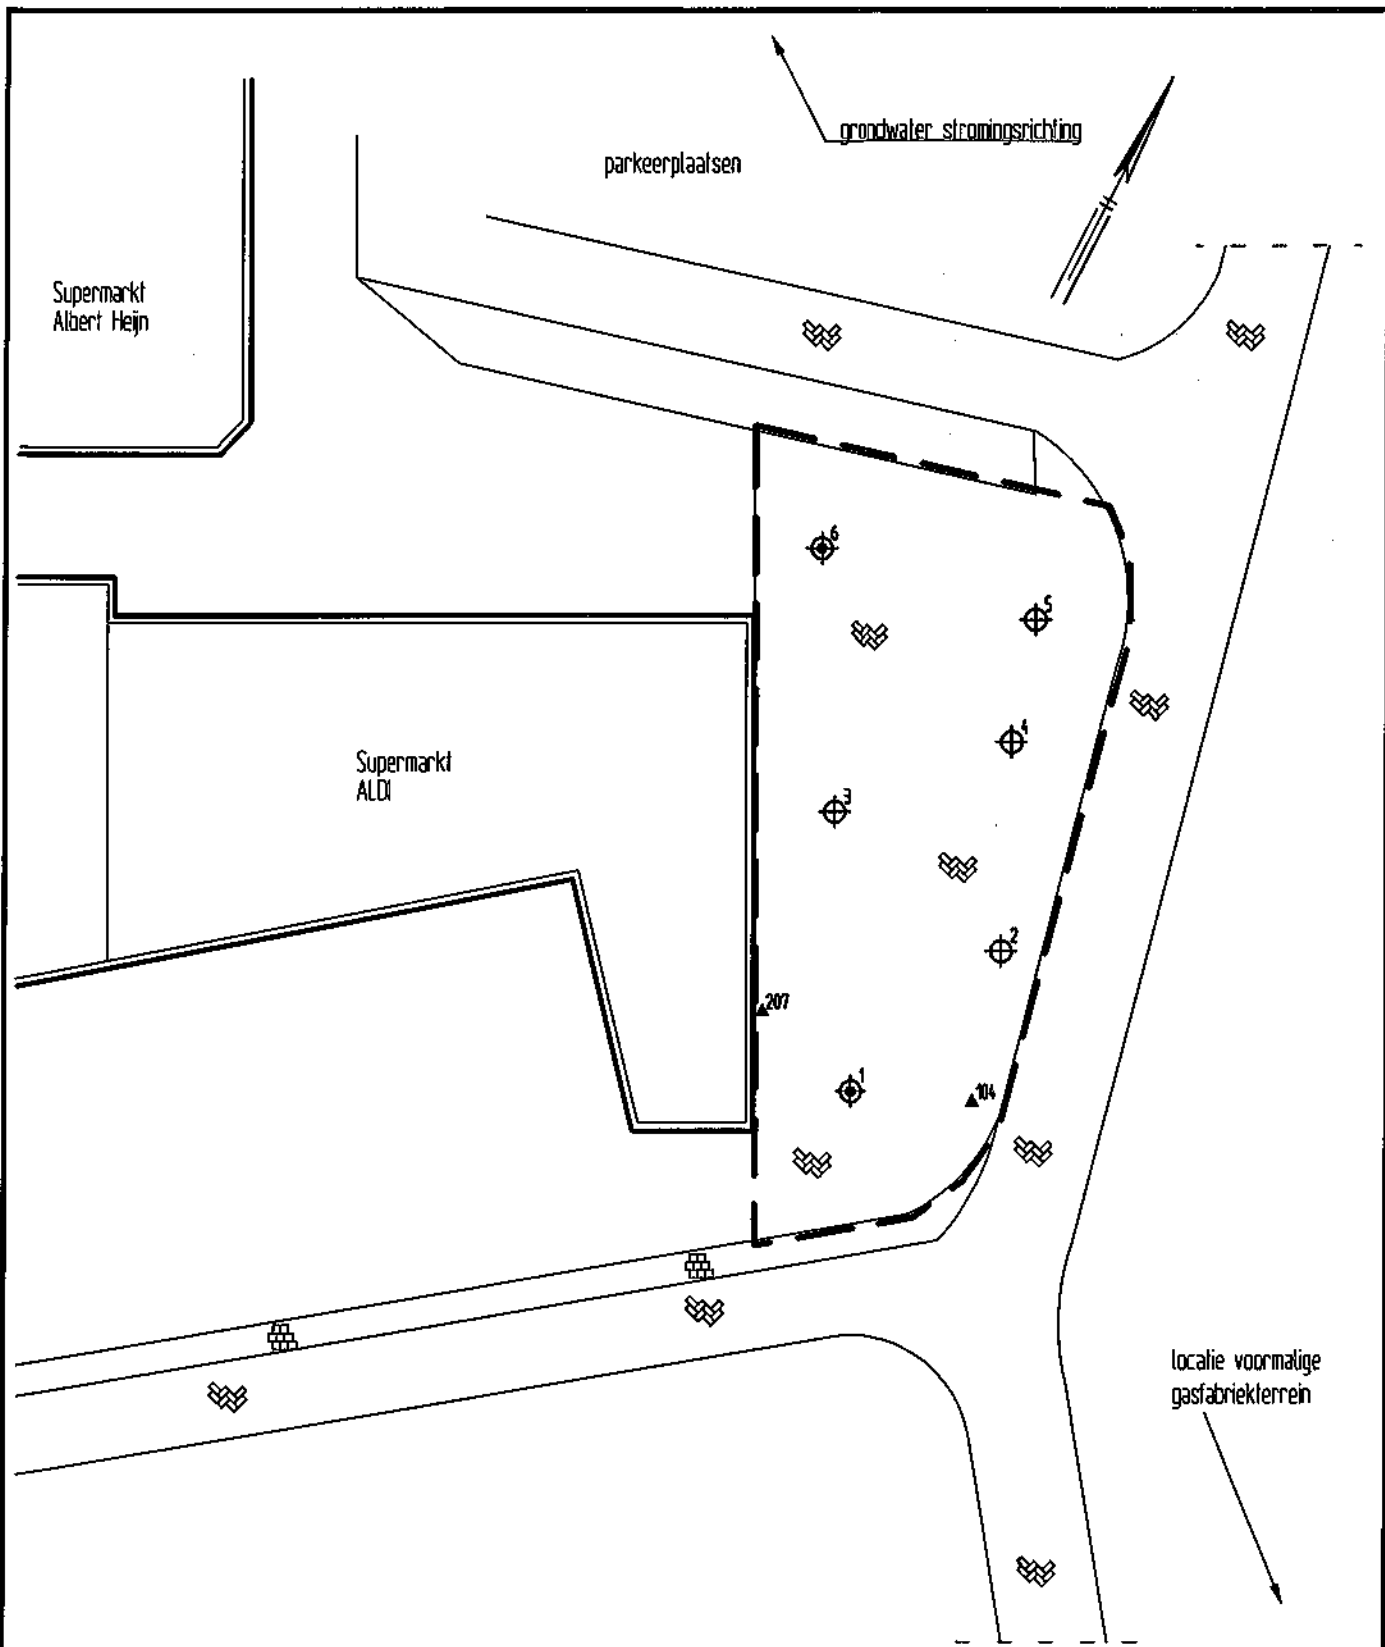 grondwater stromingsrichting
parkeerplaatsen
Supermarkt
Albert Heijn
6
5
4
3
Supermarkt
ALDI
2
207
1
104
locatie voormalige
gasfabriekterrein